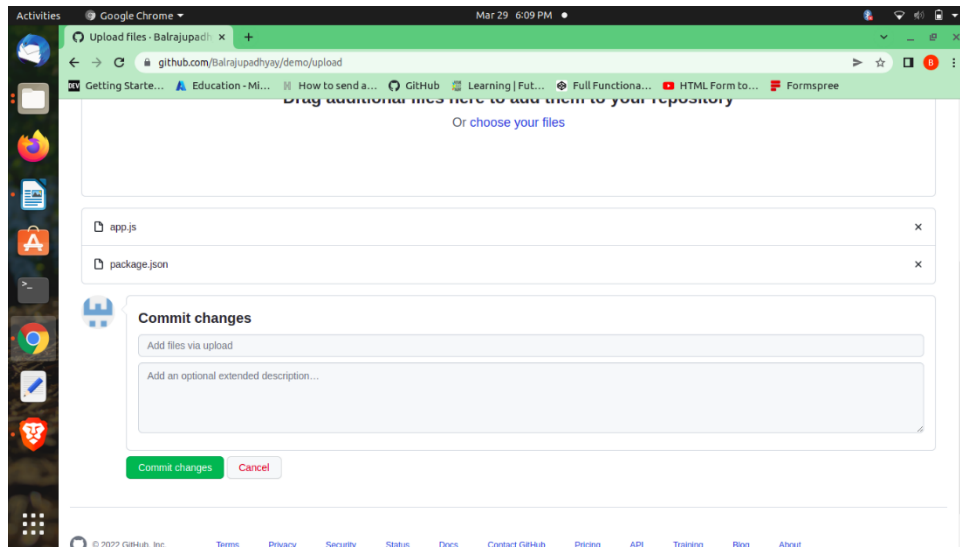 Activities Google Chrome Mar 29 6:09 PM
Upload files · Balrajupadh
github.com/Balrajupadhyay/demo/upload
B
DEV Getting Starte... Education - Mi... How to send a... GitHub Learning | Fut... Full Functiona... HTML Form to... Formspree
Drag additional files here to add them to your repository
Or choose your files
app.js
package.json
Commit changes
Add files via upload
Add an optional extended description...
Commit changes Cancel
© 2022 GitHub, Inc. Terms Privacy Security Status Docs Contact GitHub Pricing API Training Blog About